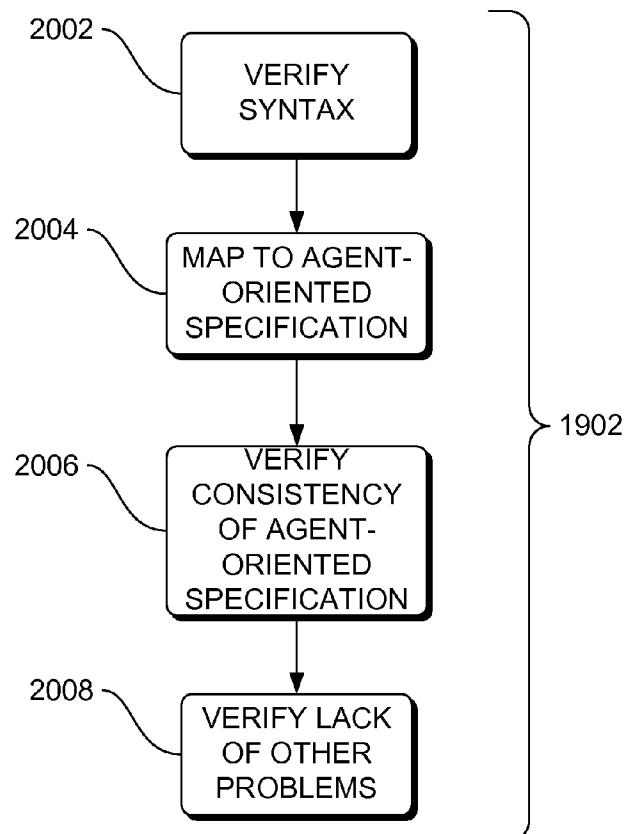 2002
VERIFY
SYNTAX
2004
MAP TO AGENT-
ORIENTED
SPECIFICATION
1902
2006
VERIFY
CONSISTENCY
OF AGENT-
ORIENTED
SPECIFICATION
2008
VERIFY LACK
OF OTHER
PROBLEMS